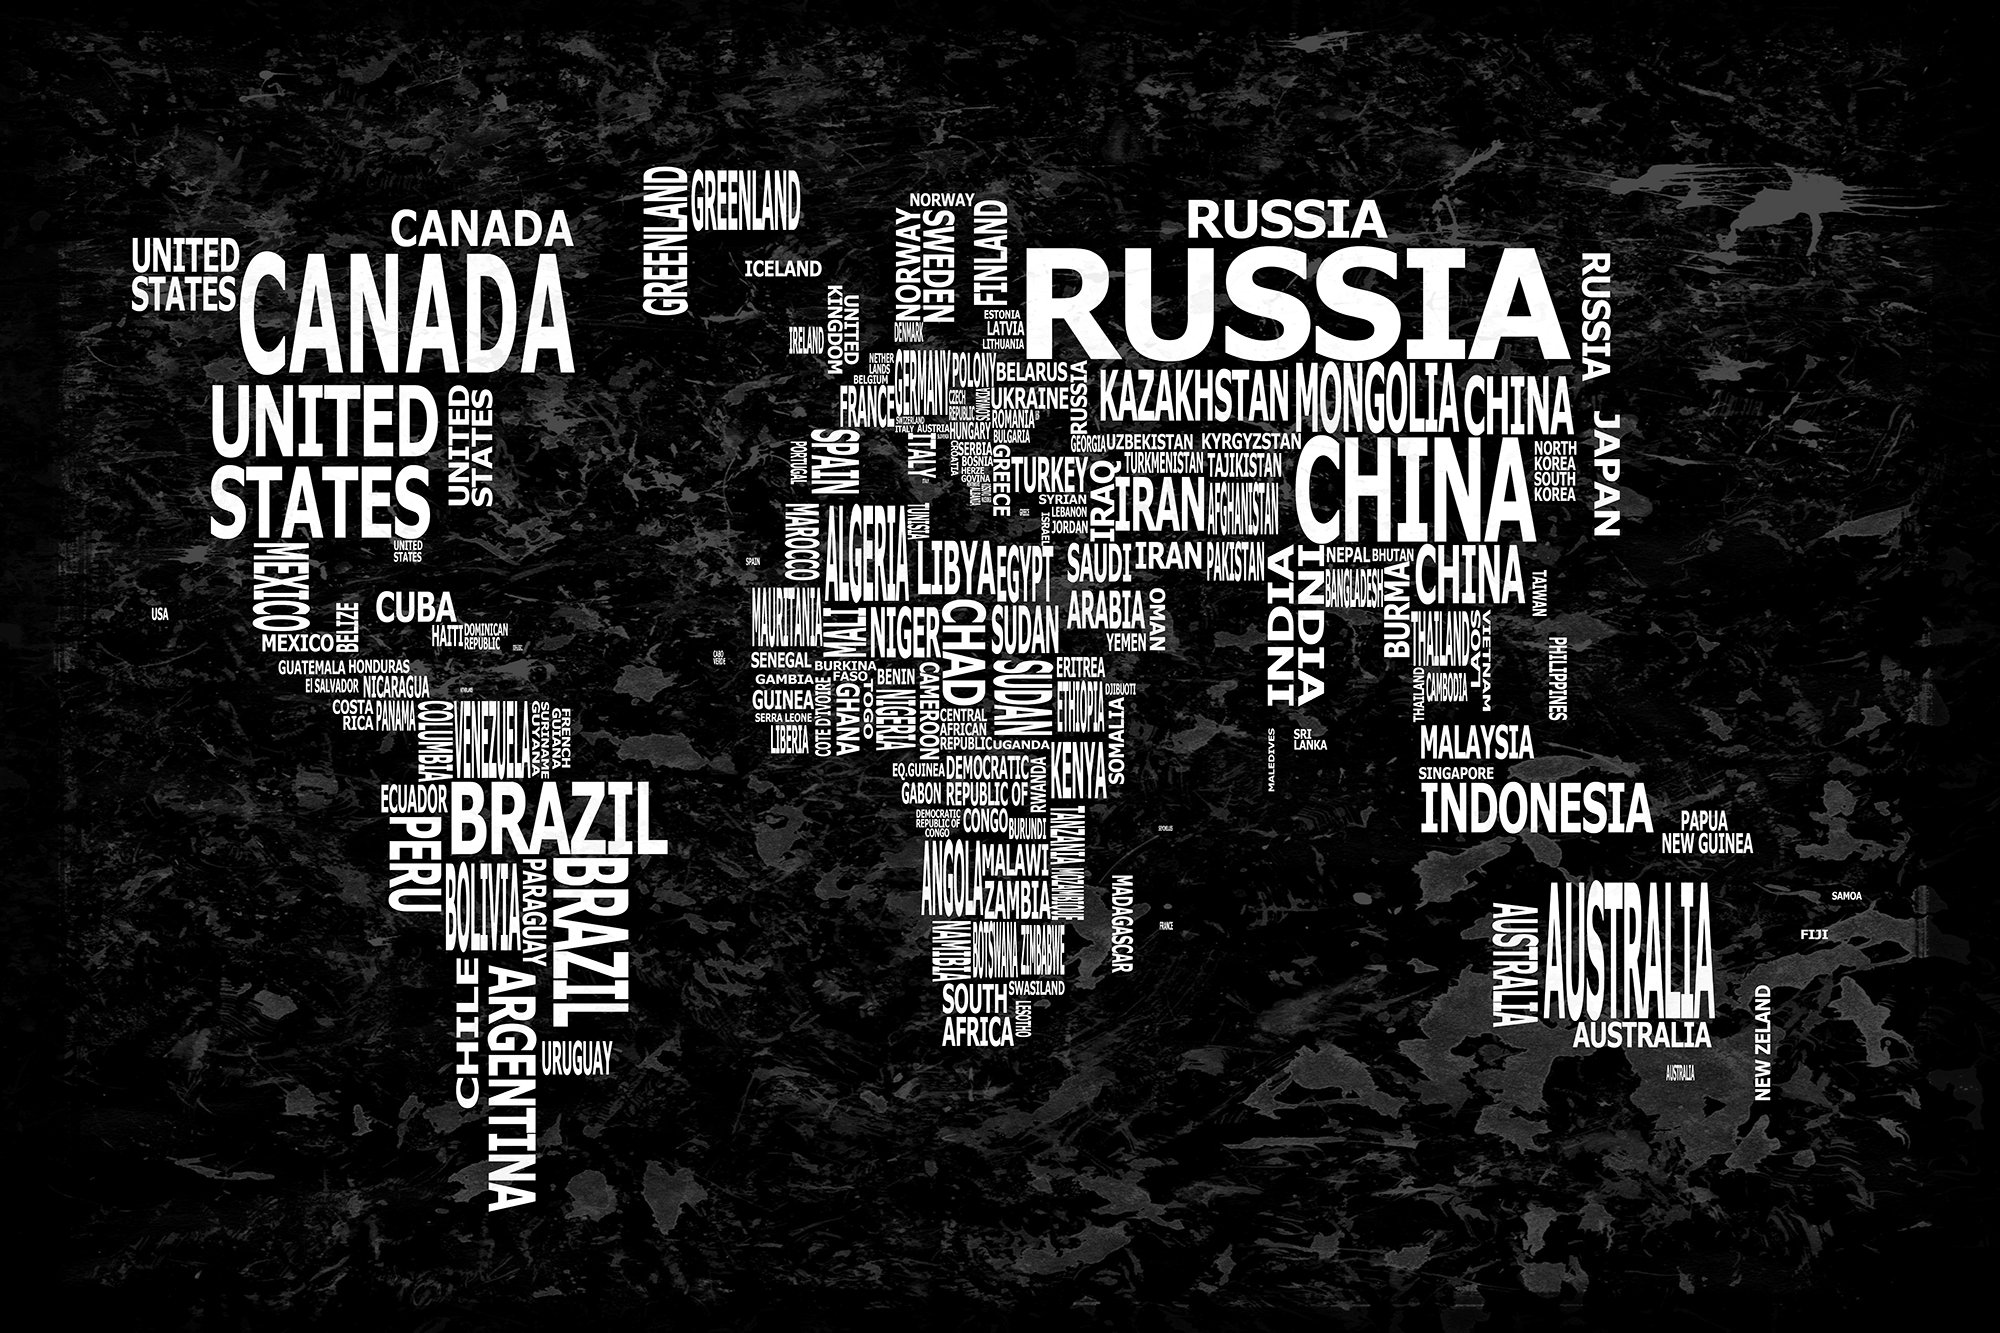 GREENLAND
GREENLAND
CANADA
UNITED
STATES
CANADA
ICELAND
UNITED
STATES
UNITED
STATES
UNITED
STATES
MEXICO
USA
CUBA
BELIZE
MEXICO
HAITI
DOMINICAN
REPUBLIC
GUATEMALA
HONDURAS
El SALVADOR
NICARAGUA
COSTA
RICA
PANAMA
COLUMBIA
VENEZUELA
GUYANA
SURINAME
FRENCH
GUIANA
ECUADOR
BRAZIL
PERU
BOLIVIA
PARAGUAY
BRAZIL
CHILE
ARGENTINA
URUGUAY
NORWAY
NORWAY
SWEDEN
FINLAND
UNITED
KINGDOM
IRELAND
DENMARK
ESTONIA
LATVIA
LITHUANIA
NETHER
LANDS
BELGIUM
GERMANY
POLONY
BELARUS
FRANCE
CZECH
REPUBLIC
UKRAINE
ROMANIA
SWITZERLAND
ITALY
AUSTRIA
HUNGARY
BULGARIA
SPAIN
PORTUGAL
ITALY
CROATIA
SERBIA
BOSNIA
HERZE
GOVINA
GREECE
TURKEY
GREECE
SYRIAN
LEBANON
JORDAN
ISRAEL
IRAQ
RUSSIA
RUSSIA
RUSSIA
RUSSIA
KAZAKHSTAN
MONGOLIA
CHINA
GEORGIA
UZBEKISTAN
KYRGYZSTAN
TURKMENISTAN
TAJIKISTAN
CHINA
NORTH
KOREA
SOUTH
KOREA
JAPAN
IRAN
AFGHANISTAN
SAUDI
IRAN
PAKISTAN
ARABIA
OMAN
YEMEN
INDIA
INDIA
NEPAL
BHUTAN
BANGLADESH
BURMA
CHINA
TAIWAN
THAILAND
LAOS
VIETNAM
THAILAND
CAMBODIA
PHILIPPINES
SRI
LANKA
MALEDIVES
MALAYSIA
SINGAPORE
INDONESIA
PAPUA
NEW GUINEA
MAROCCO
ALGERIA
TUNISIA
LIBYA
EGYPT
SPAIN
MAURITANIA
MALI
NIGER
CHAD
SUDAN
CABO
VERDE
SENEGAL
BURKINA
FASO
GAMBIA
GUINEA
SERRA LEONE
LIBERIA
COTE D'OVOIRE
GHANA
TOGO
BENIN
NIGERIA
CAMEROON
SUDAN
ERITREA
ETHIOPIA
DJIBOUTI
SOMALIA
CENTRAL
AFRICAN
REPUBLIC
UGANDA
KENYA
EQ.GUINEA
GABON
DEMOCRATIC
REPUBLIC OF
CONGO
RWANDA
DEMOCRATIC
REPUBLIC OF
CONGO
BURUNDI
TANZANIA
ANGOLA
MALAWI
ZAMBIA
MOZAMBIQUE
NAMIBIA
BOTSWANA
ZIMBABWE
MADAGASCAR
FRANCE
SOUTH
AFRICA
SWASILAND
LESOTHO
AUSTRALIA
AUSTRALIA
AUSTRALIA
AUSTRALIA
SAMOA
FIJI
NEW ZELAND